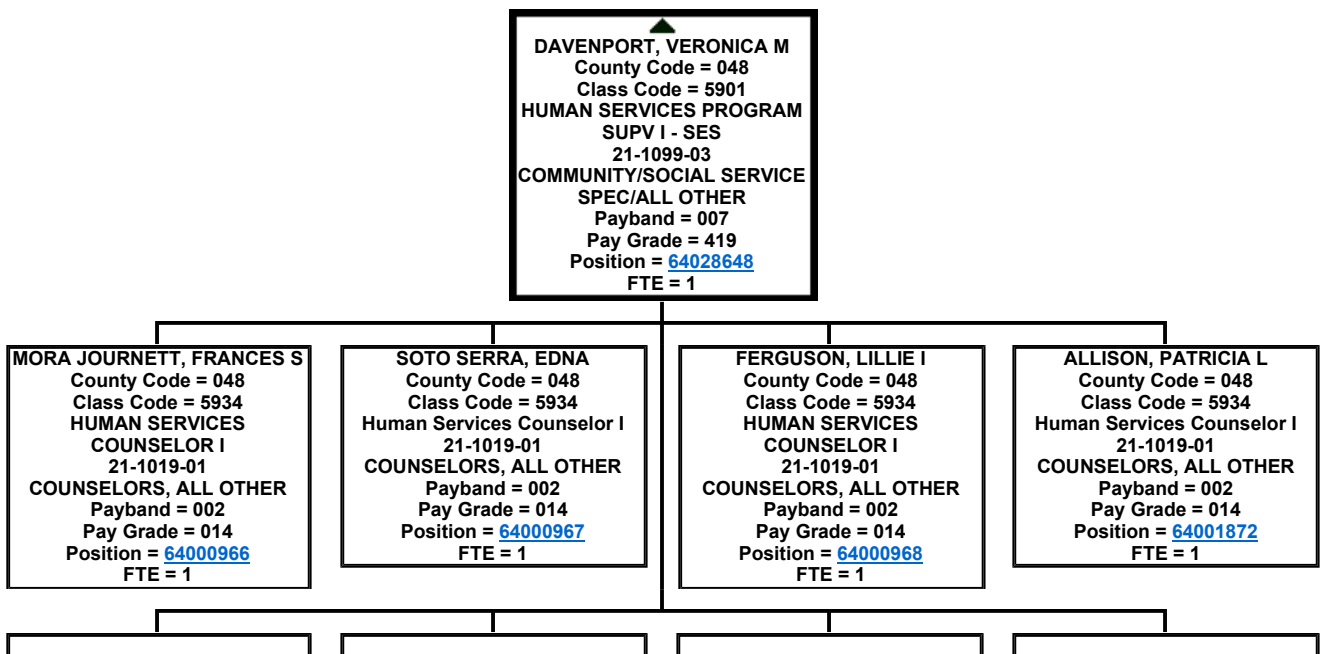 DAVENPORT, VERONICA M
County Code = 048
Class Code = 5901
HUMAN SERVICES PROGRAM
SUPV I - SES
21-1099-03
COMMUNITY/SOCIAL SERVICE
SPEC/ALL OTHER
Payband = 007
Pay Grade = 419
Position = 64028648
FTE = 1
MORA JOURNETT, FRANCES S
County Code = 048
Class Code = 5934
HUMAN SERVICES
COUNSELOR I
21-1019-01
COUNSELORS, ALL OTHER
Payband = 002
Pay Grade = 014
Position = 64000966
FTE = 1
SOTO SERRA, EDNA
County Code = 048
Class Code = 5934
Human Services Counselor I
21-1019-01
COUNSELORS, ALL OTHER
Payband = 002
Pay Grade = 014
Position = 64000967
FTE = 1
FERGUSON, LILLIE I
County Code = 048
Class Code = 5934
HUMAN SERVICES
COUNSELOR I
21-1019-01
COUNSELORS, ALL OTHER
Payband = 002
Pay Grade = 014
Position = 64000968
FTE = 1
ALLISON, PATRICIA L
County Code = 048
Class Code = 5934
Human Services Counselor I
21-1019-01
COUNSELORS, ALL OTHER
Payband = 002
Pay Grade = 014
Position = 64001872
FTE = 1